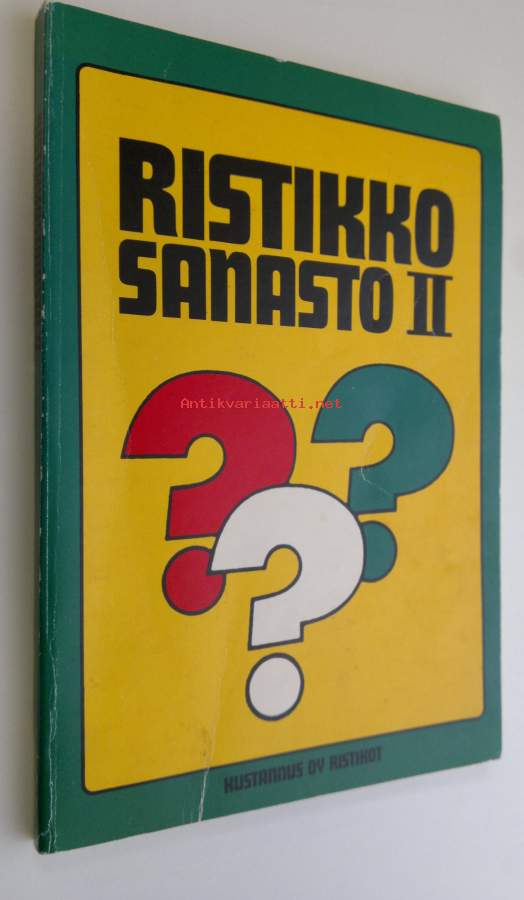 RISTIKKO
SANASTO II
Antikvariaatti.net
KUSTANNUS OY RISTIKOT